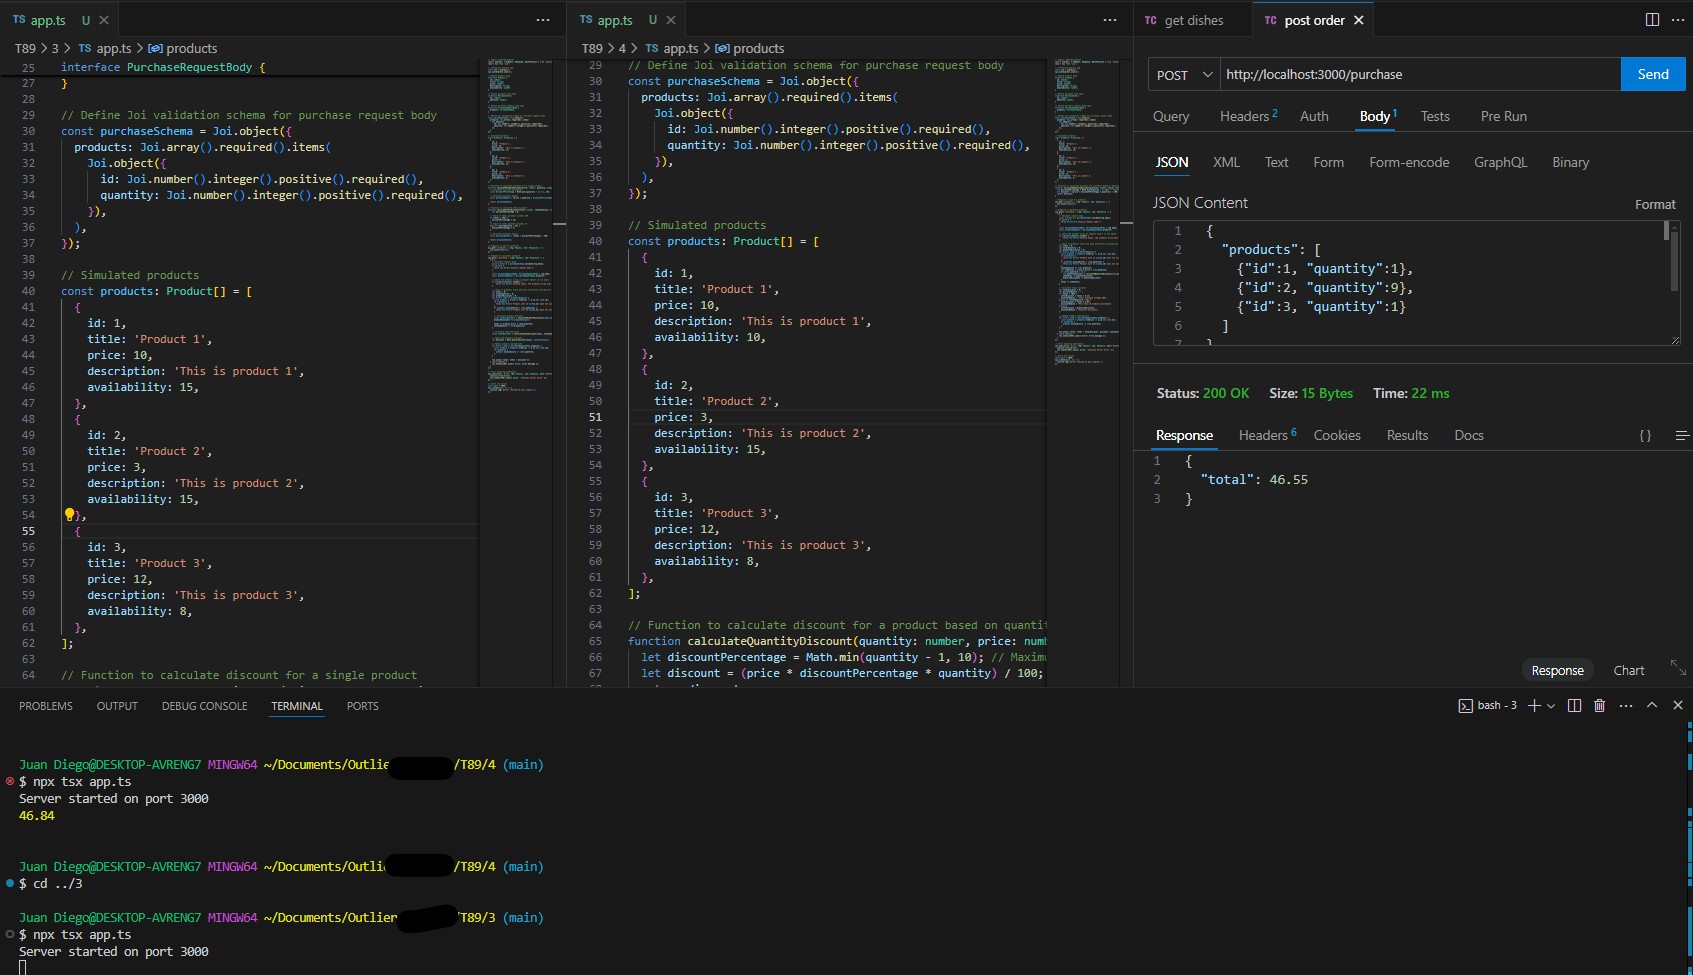 TS app.ts U ×
T89 > 3 > TS app.ts > products
25 interface PurchaseRequestBody {
27 }
28
29 // Define Joi validation schema for purchase request body
30 const purchaseSchema = Joi.object({
31 products: Joi.array().required().items(
32 Joi.object({
33 id: Joi.number().integer().positive().required(),
34 quantity: Joi.number().integer().positive().required(),
35 }),
36 ),
37 });
38
39 // Simulated products
40 const products: Product[] = [
41 {
42 id: 1,
43 title: 'Product 1',
44 price: 10,
45 description: 'This is product 1',
46 availability: 15,
47 },
48 {
49 id: 2,
50 title: 'Product 2',
51 price: 3,
52 description: 'This is product 2',
53 availability: 15,
54 },
55 {
56 id: 3,
57 title: 'Product 3',
58 price: 12,
59 description: 'This is product 3',
60 availability: 8,
61 },
62 ];
63
64 // Function to calculate discount for a single product
TS app.ts U ×
T89 > 4 > TS app.ts > products
29 // Define Joi validation schema for purchase request body
30 const purchaseSchema = Joi.object({
31 products: Joi.array().required().items(
32 Joi.object({
33 id: Joi.number().integer().positive().required(),
34 quantity: Joi.number().integer().positive().required(),
35 }),
36 ),
37 });
38
39 // Simulated products
40 const products: Product[] = [
41 {
42 id: 1,
43 title: 'Product 1',
44 price: 10,
45 description: 'This is product 1',
46 availability: 10,
47 },
48 {
49 id: 2,
50 title: 'Product 2',
51 price: 3,
52 description: 'This is product 2',
53 availability: 15,
54 },
55 {
56 id: 3,
57 title: 'Product 3',
58 price: 12,
59 description: 'This is product 3',
60 availability: 8,
61 },
62 ];
63
64 // Function to calculate discount for a product based on quantit
65 function calculateQuantityDiscount(quantity: number, price: numb
66 let discountPercentage = Math.min(quantity - 1, 10); // Maxim
67 let discount = (price * discountPercentage * quantity) / 100;
TC get dishes TC post order ×
POST http://localhost:3000/purchase Send
Query Headers 2 Auth Body 1 Tests Pre Run
JSON XML Text Form Form-encode GraphQL Binary
JSON Content
Format
1 {
2 "products": [
3 {"id":1, "quantity":1},
4 {"id":2, "quantity":9},
5 {"id":3, "quantity":1}
6 ]
7 }
Status: 200 OK Size: 15 Bytes Time: 22 ms
Response Headers 6 Cookies Results Docs { }
1 {
2 "total": 46.55
3 }
Response Chart
PROBLEMS OUTPUT DEBUG CONSOLE TERMINAL PORTS
bash - 3
Juan Diego@DESKTOP-AVRENG7 MINGW64 ~/Documents/Outlie /T89/4 (main)
$ npx tsx app.ts
Server started on port 3000
46.84
Juan Diego@DESKTOP-AVRENG7 MINGW64 ~/Documents/Outli /T89/4 (main)
$ cd ../3
Juan Diego@DESKTOP-AVRENG7 MINGW64 ~/Documents/Outlier /T89/3 (main)
$ npx tsx app.ts
Server started on port 3000